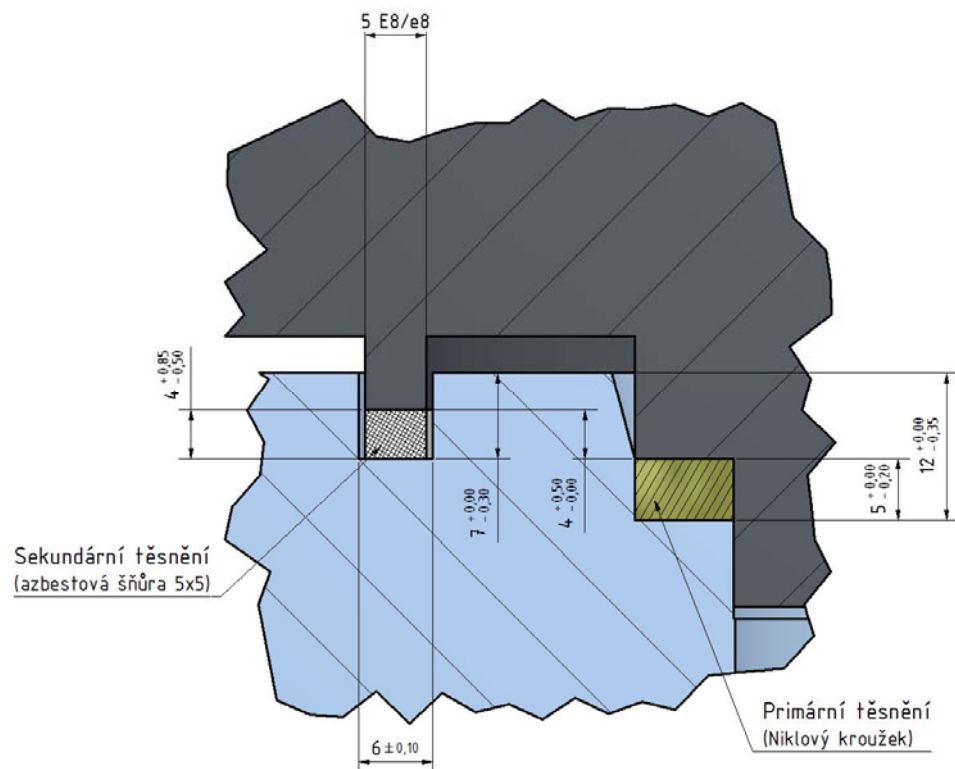 5 E8/e8
4 +0,85 -0,50
7 +0,00 -0,30
4 +0,50 -0,00
12 +0,00 -0,35
5 +0,00 -0,20
Sekundární těsnění
(azbestová šňůra 5x5)
Primární těsnění
(Niklový kroužek)
6 ±0,10